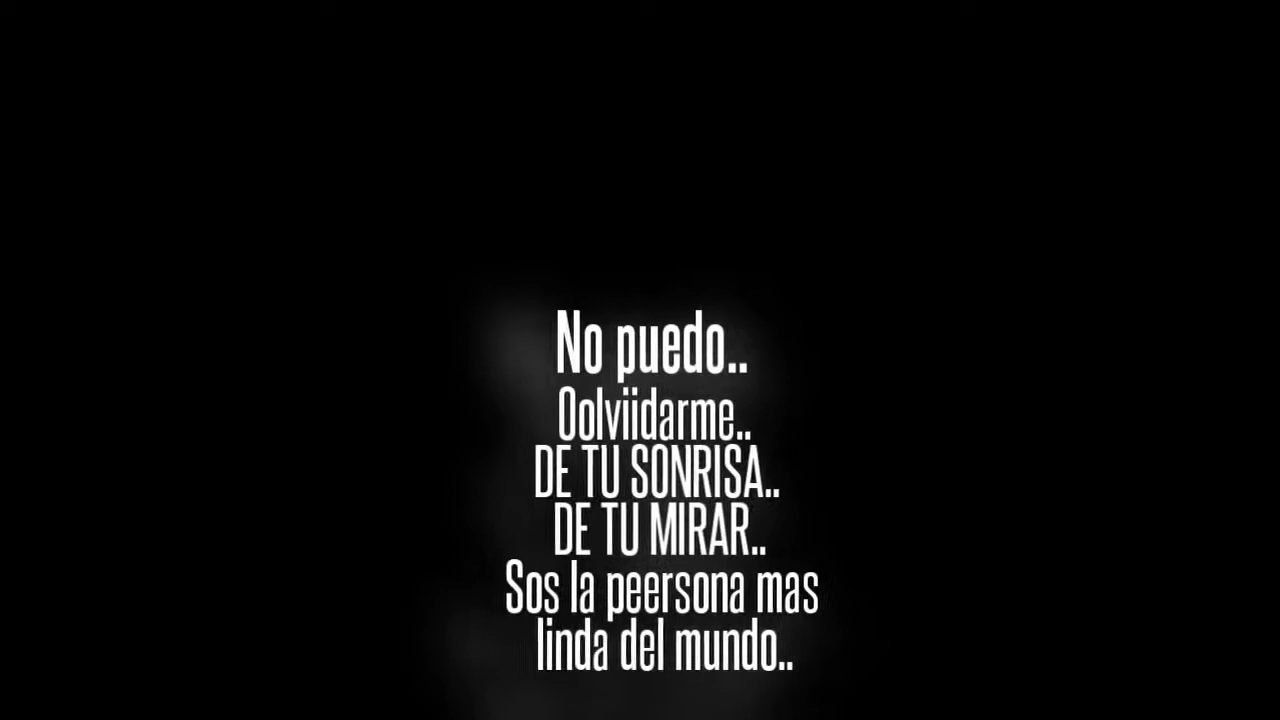 No puedo..
Oolviidarme..
DE TU SONRISA..
DE TU MIRAR..
Sos la peersona mas
linda del mundo..